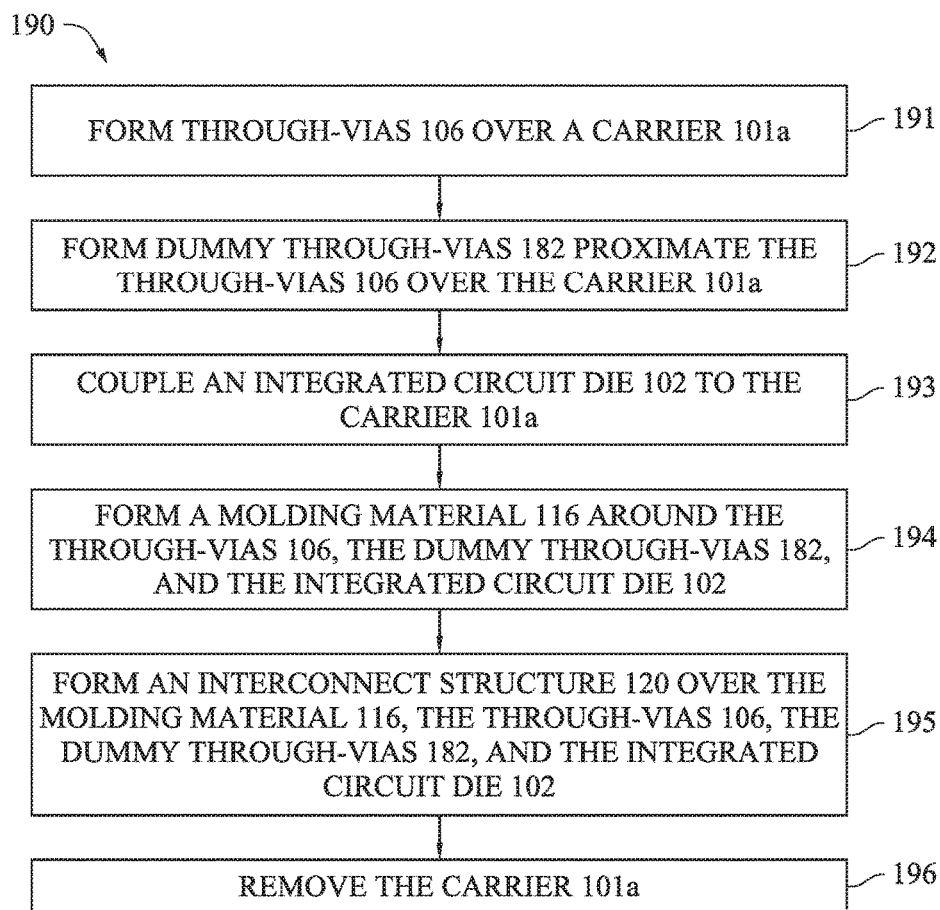 190
FORM THROUGH-VIAS 106 OVER A CARRIER 101a
191
FORM DUMMY THROUGH-VIAS 182 PROXIMATE THE
THROUGH-VIAS 106 OVER THE CARRIER 101a
192
COUPLE AN INTEGRATED CIRCUIT DIE 102 TO THE
CARRIER 101a
193
FORM A MOLDING MATERIAL 116 AROUND THE
THROUGH-VIAS 106, THE DUMMY THROUGH-VIAS 182,
AND THE INTEGRATED CIRCUIT DIE 102
194
FORM AN INTERCONNECT STRUCTURE 120 OVER THE
MOLDING MATERIAL 116, THE THROUGH-VIAS 106, THE
DUMMY THROUGH-VIAS 182, AND THE INTEGRATED
CIRCUIT DIE 102
195
REMOVE THE CARRIER 101a
196